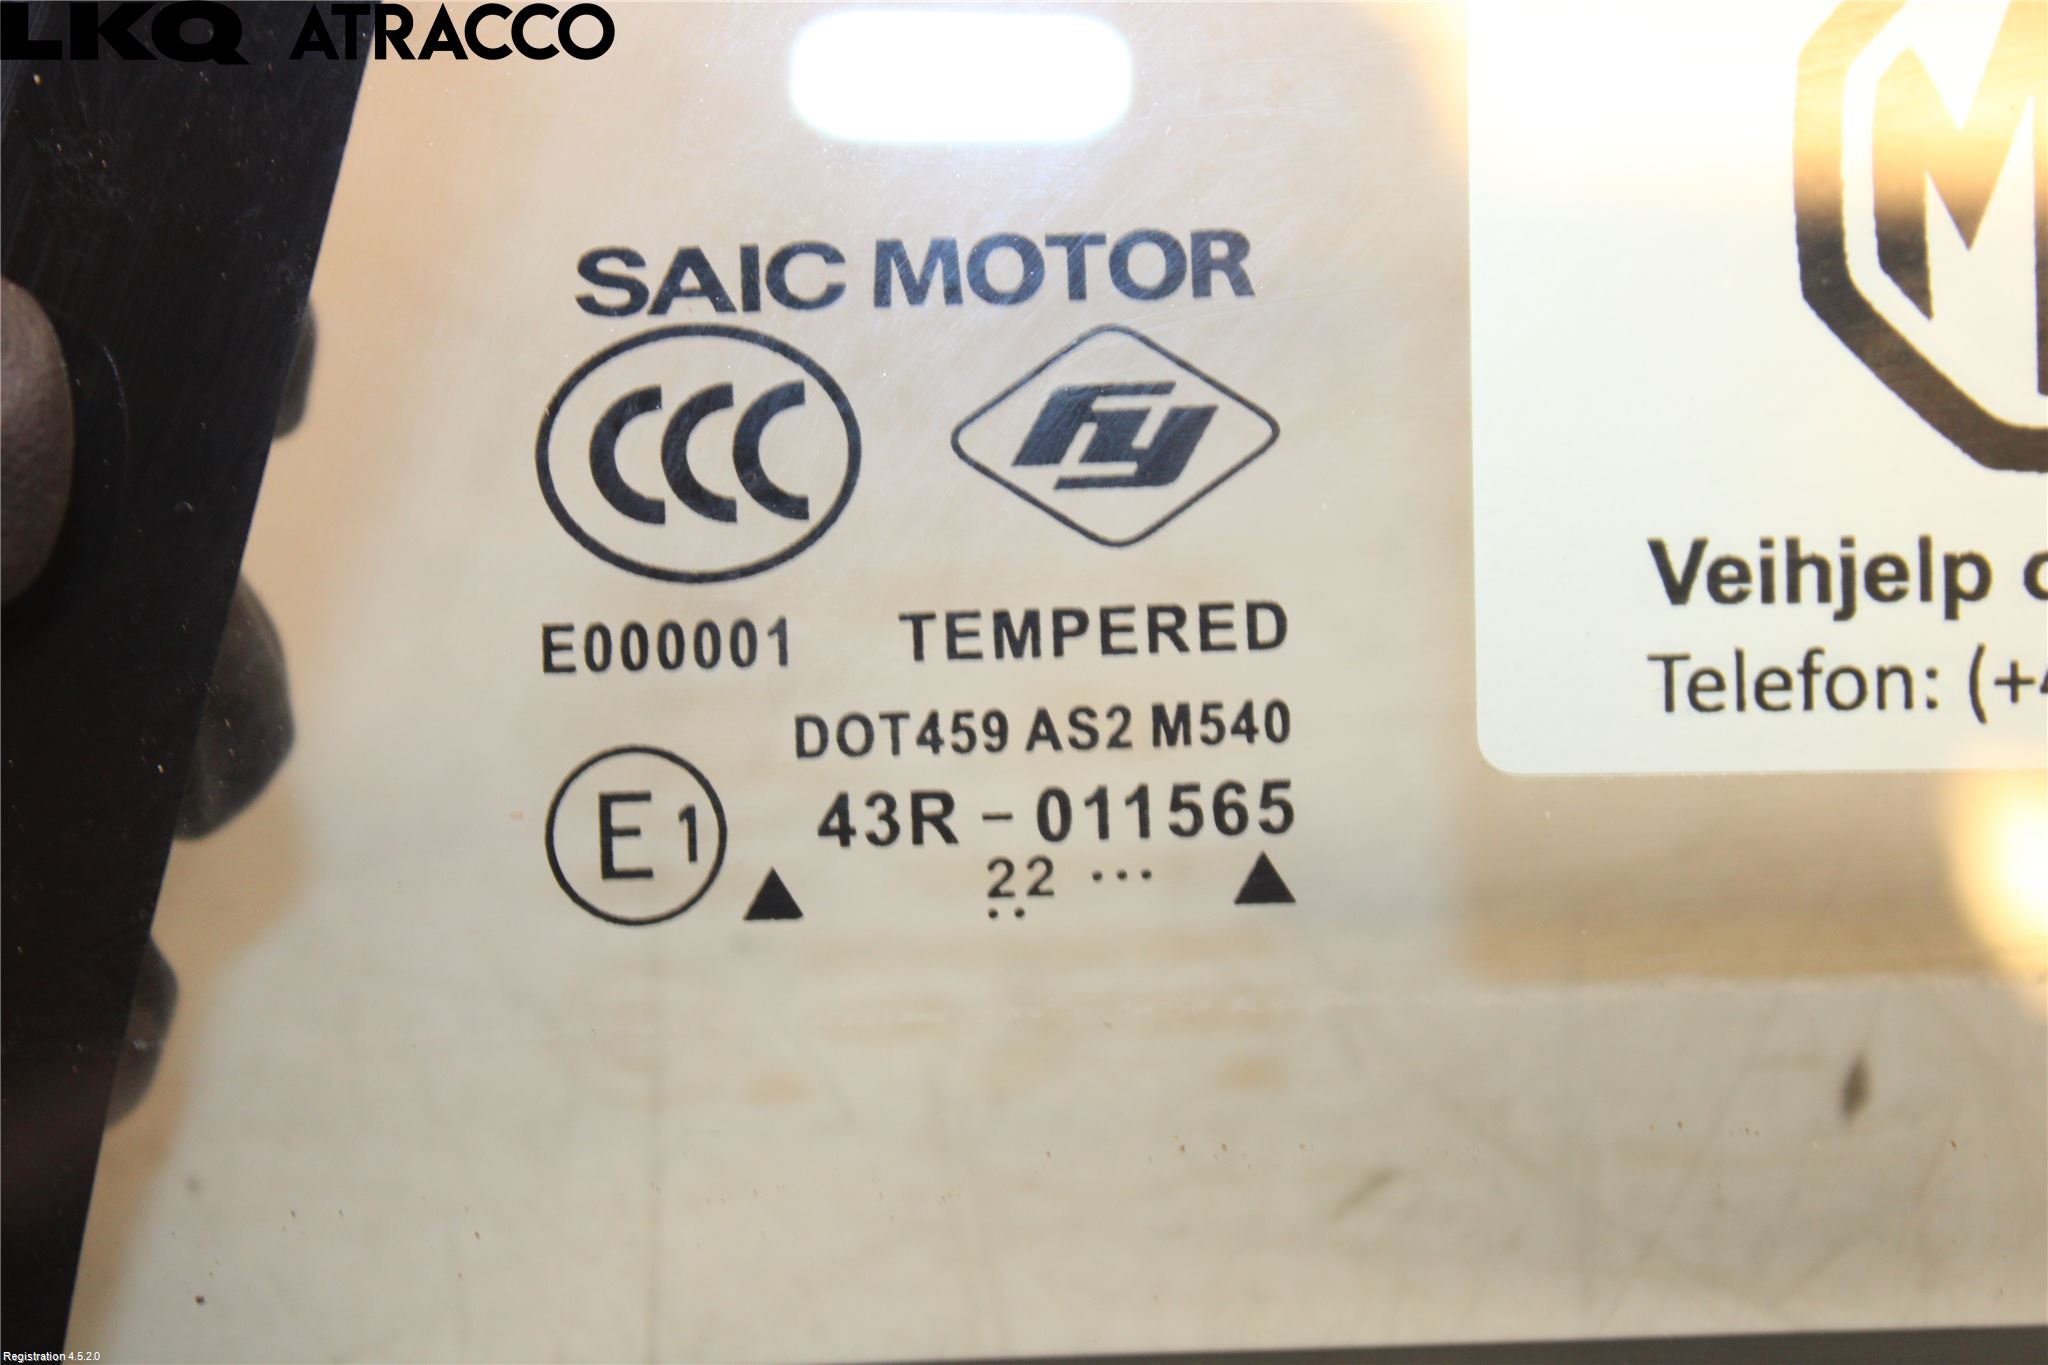 LKQ ATRACCO
SAIC MOTOR
CCC
fy
E000001 TEMPERED
DOT459 AS2 M540
E1
43R - 011565
22 ...
..
M
Veihjelp
Telefon: (+4
Registration 4.5.2.0